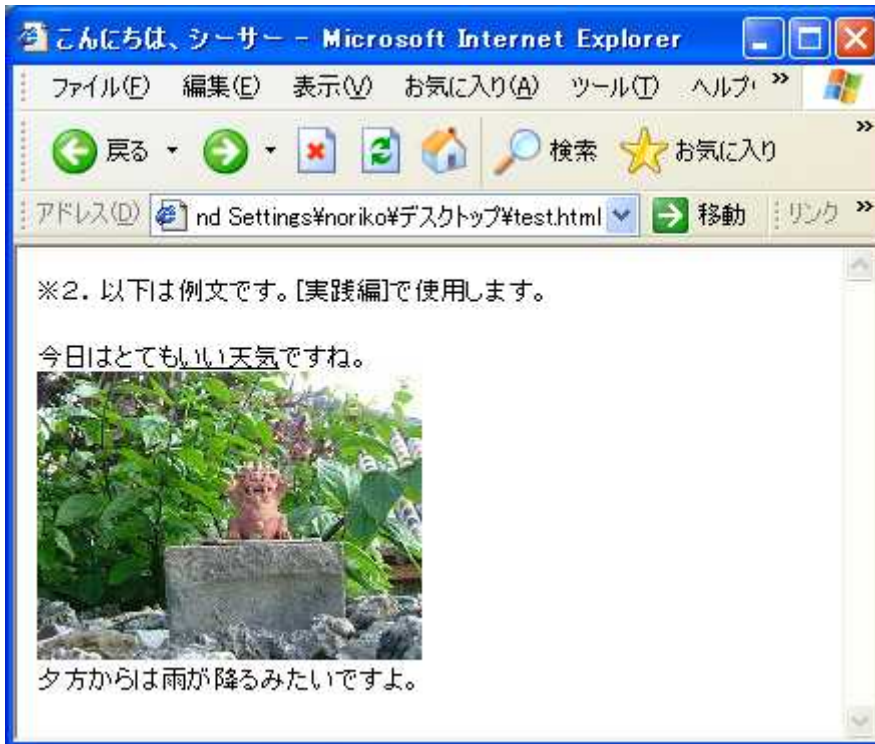 こんにちは、シーサー - Microsoft Internet Explorer
ファイル(F) 編集(E) 表示(V) お気に入り(A) ツール(T) ヘルプ( »
戻る 検索 お気に入り »
アドレス(D) nd Settings¥noriko¥デスクトップ¥test.html 移動 リンク »
※2. 以下は例文です。[実践編]で使用します。
今日はとてもいい天気ですね。
夕方からは雨が降るみたいですよ。